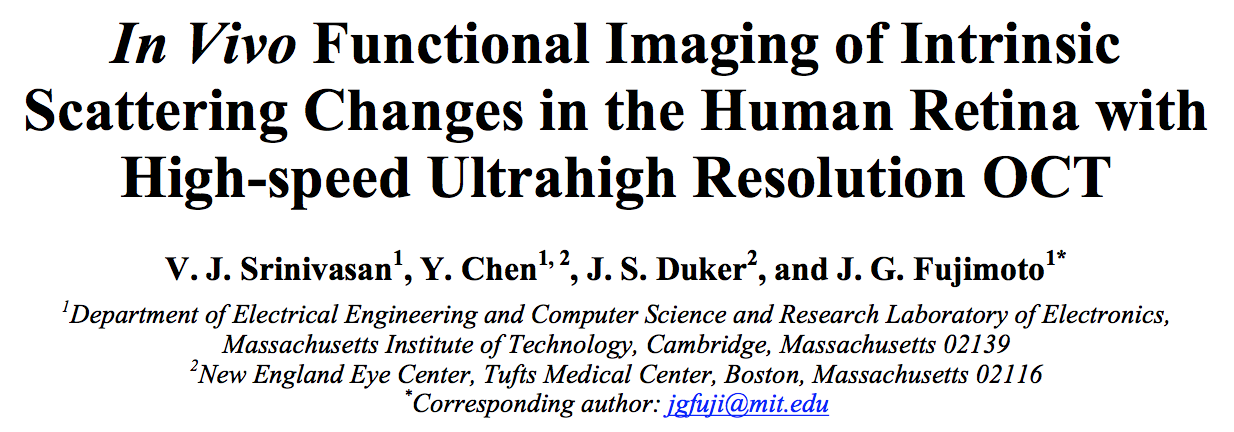 In Vivo Functional Imaging of Intrinsic
Scattering Changes in the Human Retina with
High-speed Ultrahigh Resolution OCT
V. J. Srinivasan1, Y. Chen1, 2, J. S. Duker2, and J. G. Fujimoto1*
1Department of Electrical Engineering and Computer Science and Research Laboratory of Electronics,
Massachusetts Institute of Technology, Cambridge, Massachusetts 02139
2New England Eye Center, Tufts Medical Center, Boston, Massachusetts 02116
*Corresponding author: jgfuji@mit.edu